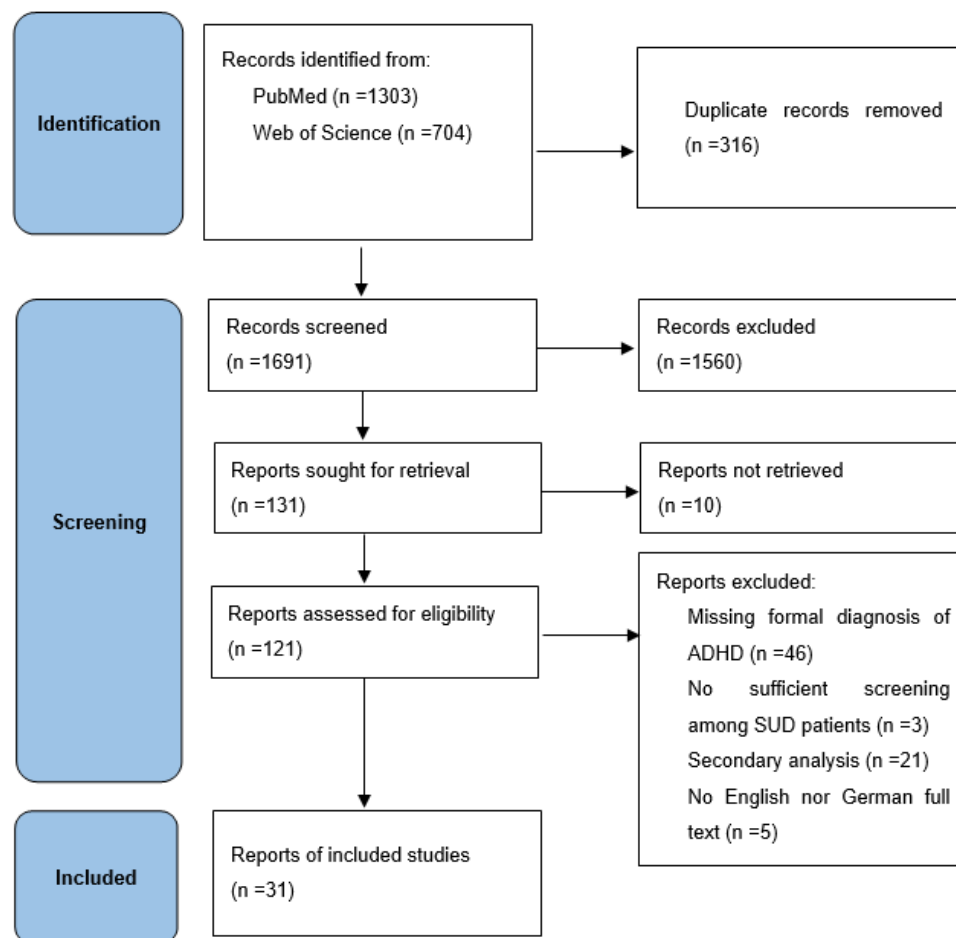 Identification
Records identified from:
PubMed (n =1303)
Web of Science (n =704)
Duplicate records removed
(n =316)
Screening
Records screened
(n =1691)
Records excluded
(n =1560)
Reports sought for retrieval
(n =131)
Reports not retrieved
(n =10)
Reports assessed for eligibility
(n =121)
Reports excluded:
Missing formal diagnosis of
ADHD (n =46)
No sufficient screening
among SUD patients (n =3)
Secondary analysis (n =21)
No English nor German full
text (n =5)
Included
Reports of included studies
(n =31)